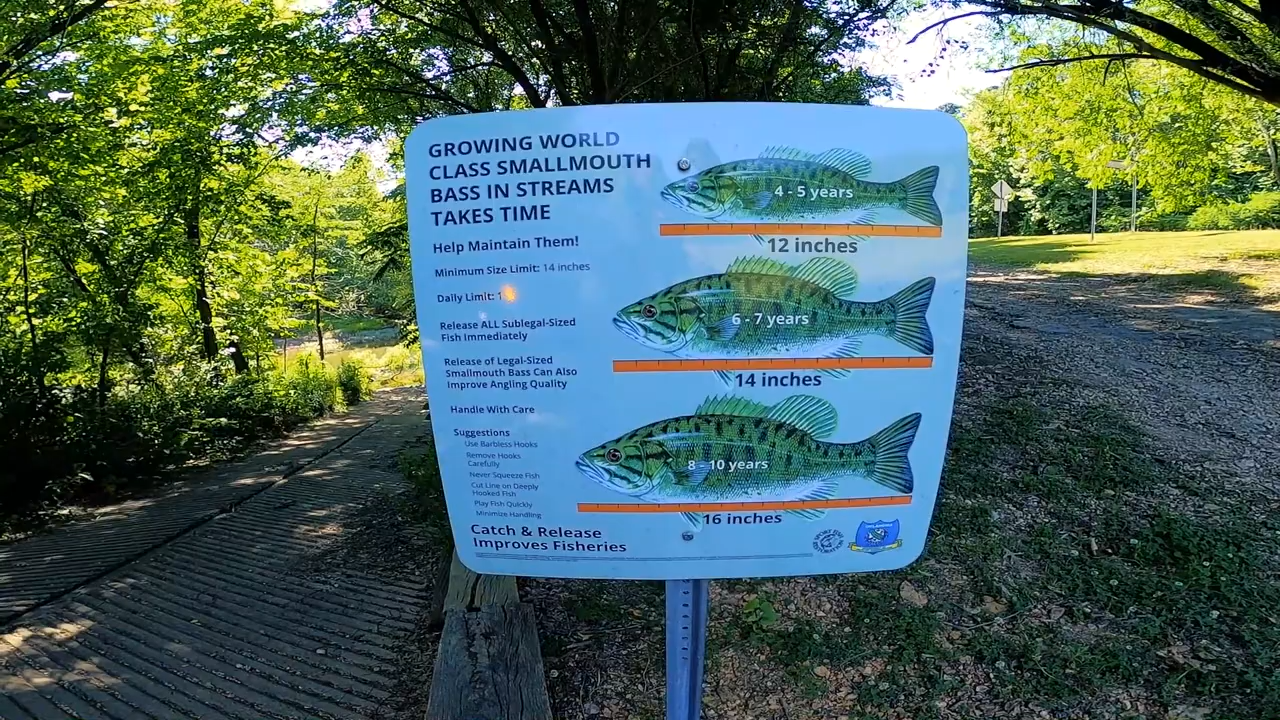 GROWING WORLD
CLASS SMALLMOUTH
BASS IN STREAMS
TAKES TIME
Help Maintain Them!
Minimum Size Limit: 14 inches
Daily Limit:
Release ALL Sublegal-Sized
Fish Immediately
Release of Legal-Sized
Smallmouth Bass Can Also
Improve Angling Quality
Handle With Care
Suggestions
Use Barbless Hooks
Remove Hooks
Carefully
Never Squeeze Fish
Cut Line on Deeply
Hooked Fish
Play Fish Quickly
Minimize Handling
Catch & Release
Improves Fisheries
4 - 5 years
12 inches
6 - 7 years
14 inches
8 - 10 years
16 inches